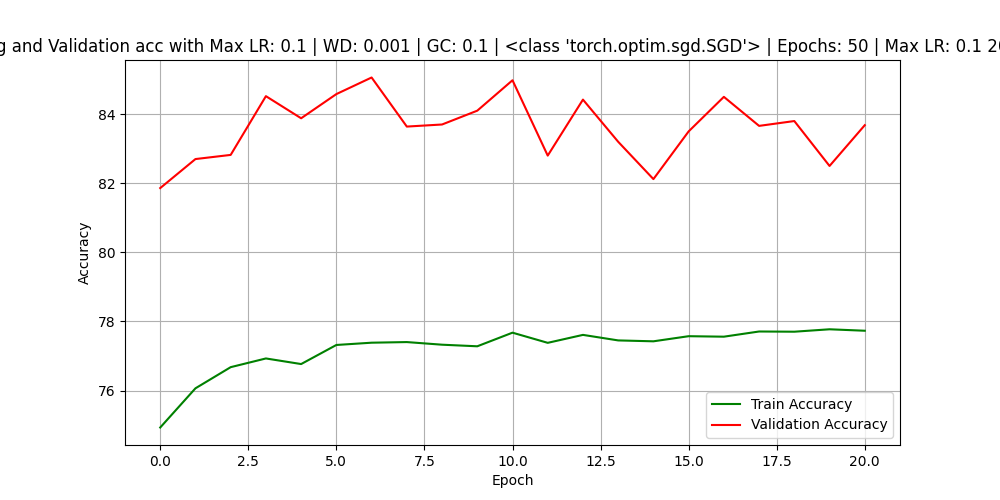 g and Validation acc with Max LR: 0.1 | WD: 0.001 | GC: 0.1 | <class 'torch.optim.sgd.SGD'> | Epochs: 50 | Max LR: 0.1 20
84
82
80
78
76
Accuracy
Train Accuracy
Validation Accuracy
0.0 2.5 5.0 7.5 10.0 12.5 15.0 17.5 20.0
Epoch